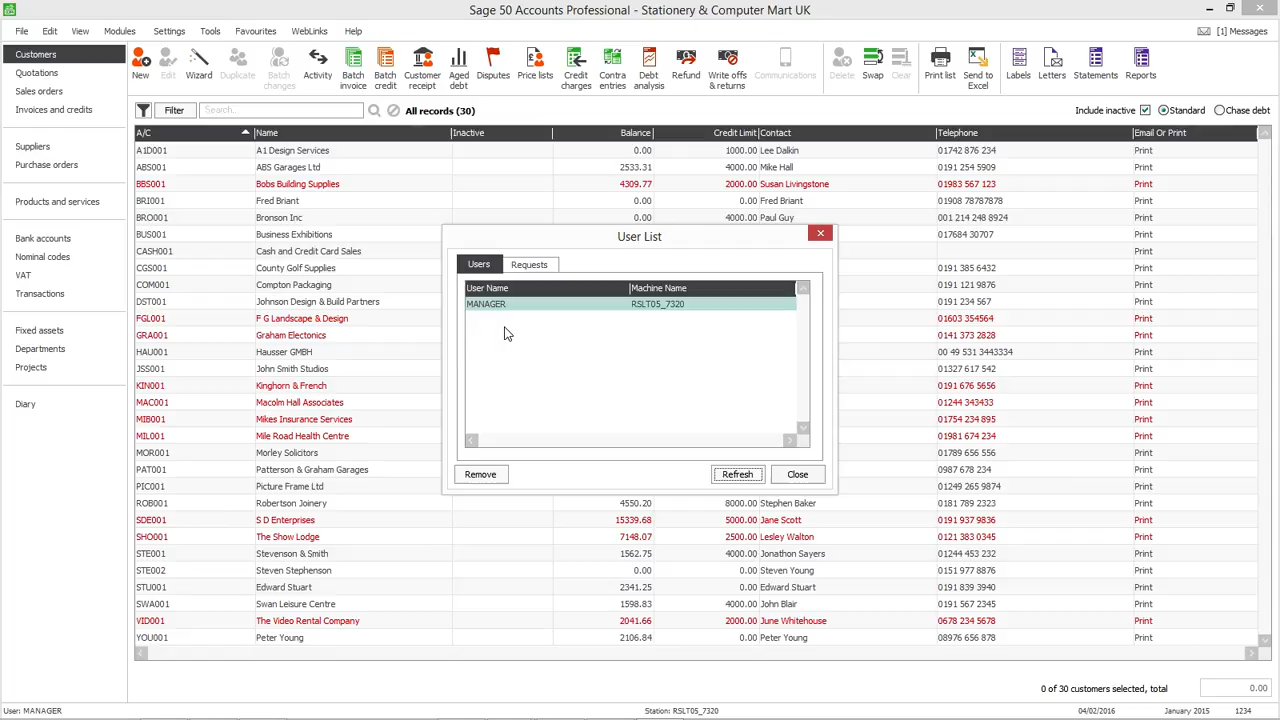 Sage 50 Accounts Professional - Stationery & Computer Mart UK
File Edit View Modules Settings Tools Favourites WebLinks Help [1] Messages
Customers
Quotations
Sales orders
Invoices and credits
Suppliers
Purchase orders
Products and services
Bank accounts
Nominal codes
VAT
Transactions
Fixed assets
Departments
Projects
Diary
New Edit Wizard Duplicate Batch changes Activity Batch invoice Batch credit Customer receipt Aged debt Disputes Price lists Credit charges Contra entries Debt analysis Refund Write offs & returns Communications Delete Swap Clear Print list Send to Excel Labels Letters Statements Reports
Filter Search... All records (30) Include inactive Standard Chase debt
A/C Name Inactive Balance Credit Limit Contact Telephone Email Or Print
A1D001 A1 Design Services 0.00 1000.00 Lee Dalkin 01742 876 234 Print
ABS001 ABS Garages Ltd 2533.31 4000.00 Mike Hall 0191 254 5909 Print
BBS001 Bobs Building Supplies 4309.77 2000.00 Susan Livingstone 01983 567 123 Print
BRI001 Fred Briant 0.00 0.00 Fred Briant 01908 78787878 Print
BRO001 Bronson Inc 0.00 4000.00 Paul Guy 001 214 248 8924 Print
BUS001 Business Exhibitions 017684 30707 Print
CASH001 Cash and Credit Card Sales Print
CGS001 County Golf Supplies 0191 385 6432 Print
COM001 Compton Packaging 0191 121 9876 Print
DST001 Johnson Design & Build Partners 0191 234 567 Print
FGL001 F G Landscape & Design 01603 354564 Print
GRA001 Graham Electonics 0141 373 2828 Print
HAU001 Hausser GMBH 00 49 531 3443334 Print
JSS001 John Smith Studios 01327 617 542 Print
KIN001 Kinghorn & French 0191 676 5656 Print
MAC001 Macolm Hall Associates 01244 343433 Print
MIB001 Mikes Insurance Services 01754 234 895 Print
MIL001 Mile Road Health Centre 01981 674 234 Print
MOR001 Morley Solicitors 01789 656 556 Print
PAT001 Patterson & Graham Garages 0987 678 234 Print
PIC001 Picture Frame Ltd 01249 265 9874 Print
ROB001 Robertson Joinery 4550.20 8000.00 Stephen Baker 0181 789 2323 Print
SDE001 S D Enterprises 15339.68 5000.00 Jane Scott 0191 937 9836 Print
SHO001 The Show Lodge 7148.07 2500.00 Lesley Walton 0121 383 0345 Print
STE001 Stevenson & Smith 1562.75 4000.00 Jonathon Sayers 01244 453 232 Print
STE002 Steven Stephenson 0.00 0.00 Steven Young 0151 977 8876 Print
STU001 Edward Stuart 2341.25 0.00 Edward Stuart 0191 839 3940 Print
SWA001 Swan Leisure Centre 1598.83 4000.00 John Blair 0191 567 2345 Print
VID001 The Video Rental Company 2041.66 2000.00 June Whitehouse 0678 234 5678 Print
YOU001 Peter Young 2106.84 0.00 Peter Young 08976 656 878 Print
User List
Users Requests
User Name Machine Name
MANAGER RSLT05_7320
Remove Refresh Close
0 of 30 customers selected, total 0.00
User: MANAGER Station: RSLT05_7320 04/02/2016 January 2015 1234